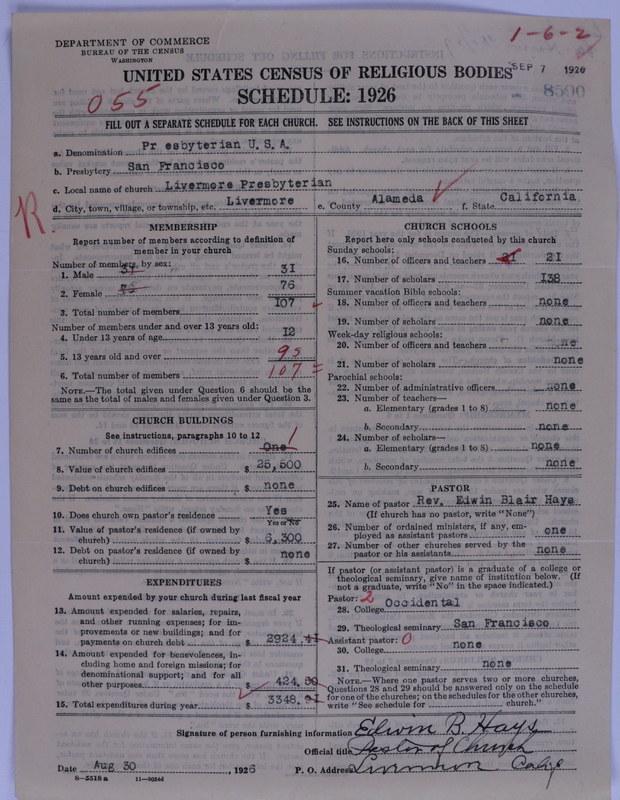 1-6-2
DEPARTMENT OF COMMERCE
BUREAU OF THE CENSUS
WASHINGTON
UNITED STATES CENSUS OF RELIGIOUS BODIES
SEP 7 1926
8590
055
SCHEDULE: 1926
FILL OUT A SEPARATE SCHEDULE FOR EACH CHURCH. SEE INSTRUCTIONS ON THE BACK OF THIS SHEET
a. Denomination Pr esbyterian U.S.A.
b. Presbytery San Francisco
c. Local name of church Livermore Presbyterian
d. City, town, village, or township, etc. Livermore e. County Alameda f. State California
R.
MEMBERSHIP
Report number of members according to definition of
member in your church
Number of members, by sex:
1. Male 31
2. Female 76
3. Total number of members 107
Number of members under and over 13 years old:
4. Under 13 years of age 12
5. 13 years old and over 95
6. Total number of members 107 =
NOTE.—The total given under Question 6 should be the
same as the total of males and females given under Question 3.
CHURCH BUILDINGS
See instructions, paragraphs 10 to 12
7. Number of church edifices One 1
8. Value of church edifices $ 25,500
9. Debt on church edifices $ none
10. Does church own pastor's residence Yes
Yes or No
11. Value of pastor's residence (if owned by
church) $ 6,300
12. Debt on pastor's residence (if owned by
church) $ none
EXPENDITURES
Amount expended by your church during last fiscal year
13. Amount expended for salaries, repairs,
and other running expenses; for im-
provements or new buildings; and for
payments on church debt $ 2924.41
14. Amount expended for benevolences, in-
cluding home and foreign missions; for
denominational support; and for all
other purposes $ 424.50
15. Total expenditures during year $ 3348.91
CHURCH SCHOOLS
Report here only schools conducted by this church
Sunday schools:
16. Number of officers and teachers 21 21
17. Number of scholars 138
Summer vacation Bible schools:
18. Number of officers and teachers none
19. Number of scholars none
Week-day religious schools:
20. Number of officers and teachers none
21. Number of scholars none
Parochial schools:
22. Number of administrative officers none
23. Number of teachers—
a. Elementary (grades 1 to 8) none
b. Secondary none
24. Number of scholars—
a. Elementary (grades 1 to 8) none
b. Secondary none
PASTOR
25. Name of pastor Rev. Edwin Blair Hays
(If church has no pastor, write "None")
26. Number of ordained ministers, if any, em-
ployed as assistant pastors one
27. Number of other churches served by the
pastor or his assistants none
If pastor (or assistant pastor) is a graduate of a college or
theological seminary, give name of institution below. (If
not a graduate, write "No" in the space indicated.)
Pastor: 2
28. College Occidental
29. Theological seminary San Francisco
Assistant pastor: 0
30. College none
31. Theological seminary none
NOTE.—Where one pastor serves two or more churches,
Questions 28 and 29 should be answered only on the schedule
for one of the churches; on the schedules for the other churches,
write "See schedule for church."
Signature of person furnishing information Edwin B. Hays
Official title Pastor of Church
Date Aug 30, 1926 P. O. Address Livermore Calif
8—5518a 11—9054d